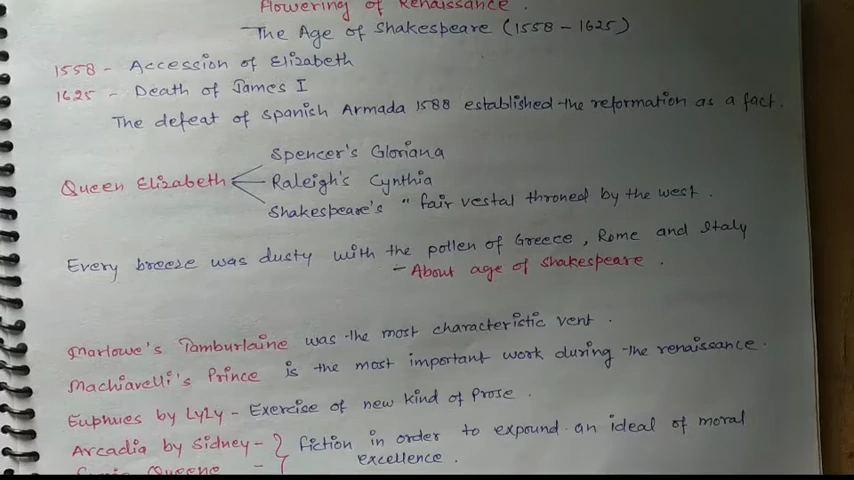 Flowering of Renaissance.
The Age of Shakespeare (1558 - 1625)
1558 - Accession of Elizabeth
1625 - Death of James I
The defeat of Spanish Armada 1588 established the reformation as a fact.
Spencer's Gloriana
Queen Elizabeth Raleigh's Cynthia
Shakespeare's "fair vestal throned by the west.
Every breeze was dusty with the pollen of Greece, Rome and Italy
- About age of Shakespeare.
Marlowe's Tamburlaine was the most characteristic vent.
Machiavelli's Prince is the most important work during the renaissance.
Euphues by LyLy - Exercise of new kind of prose.
Arcadia by Sidney - } fiction in order to expound an ideal of moral
excellence.
Queene -